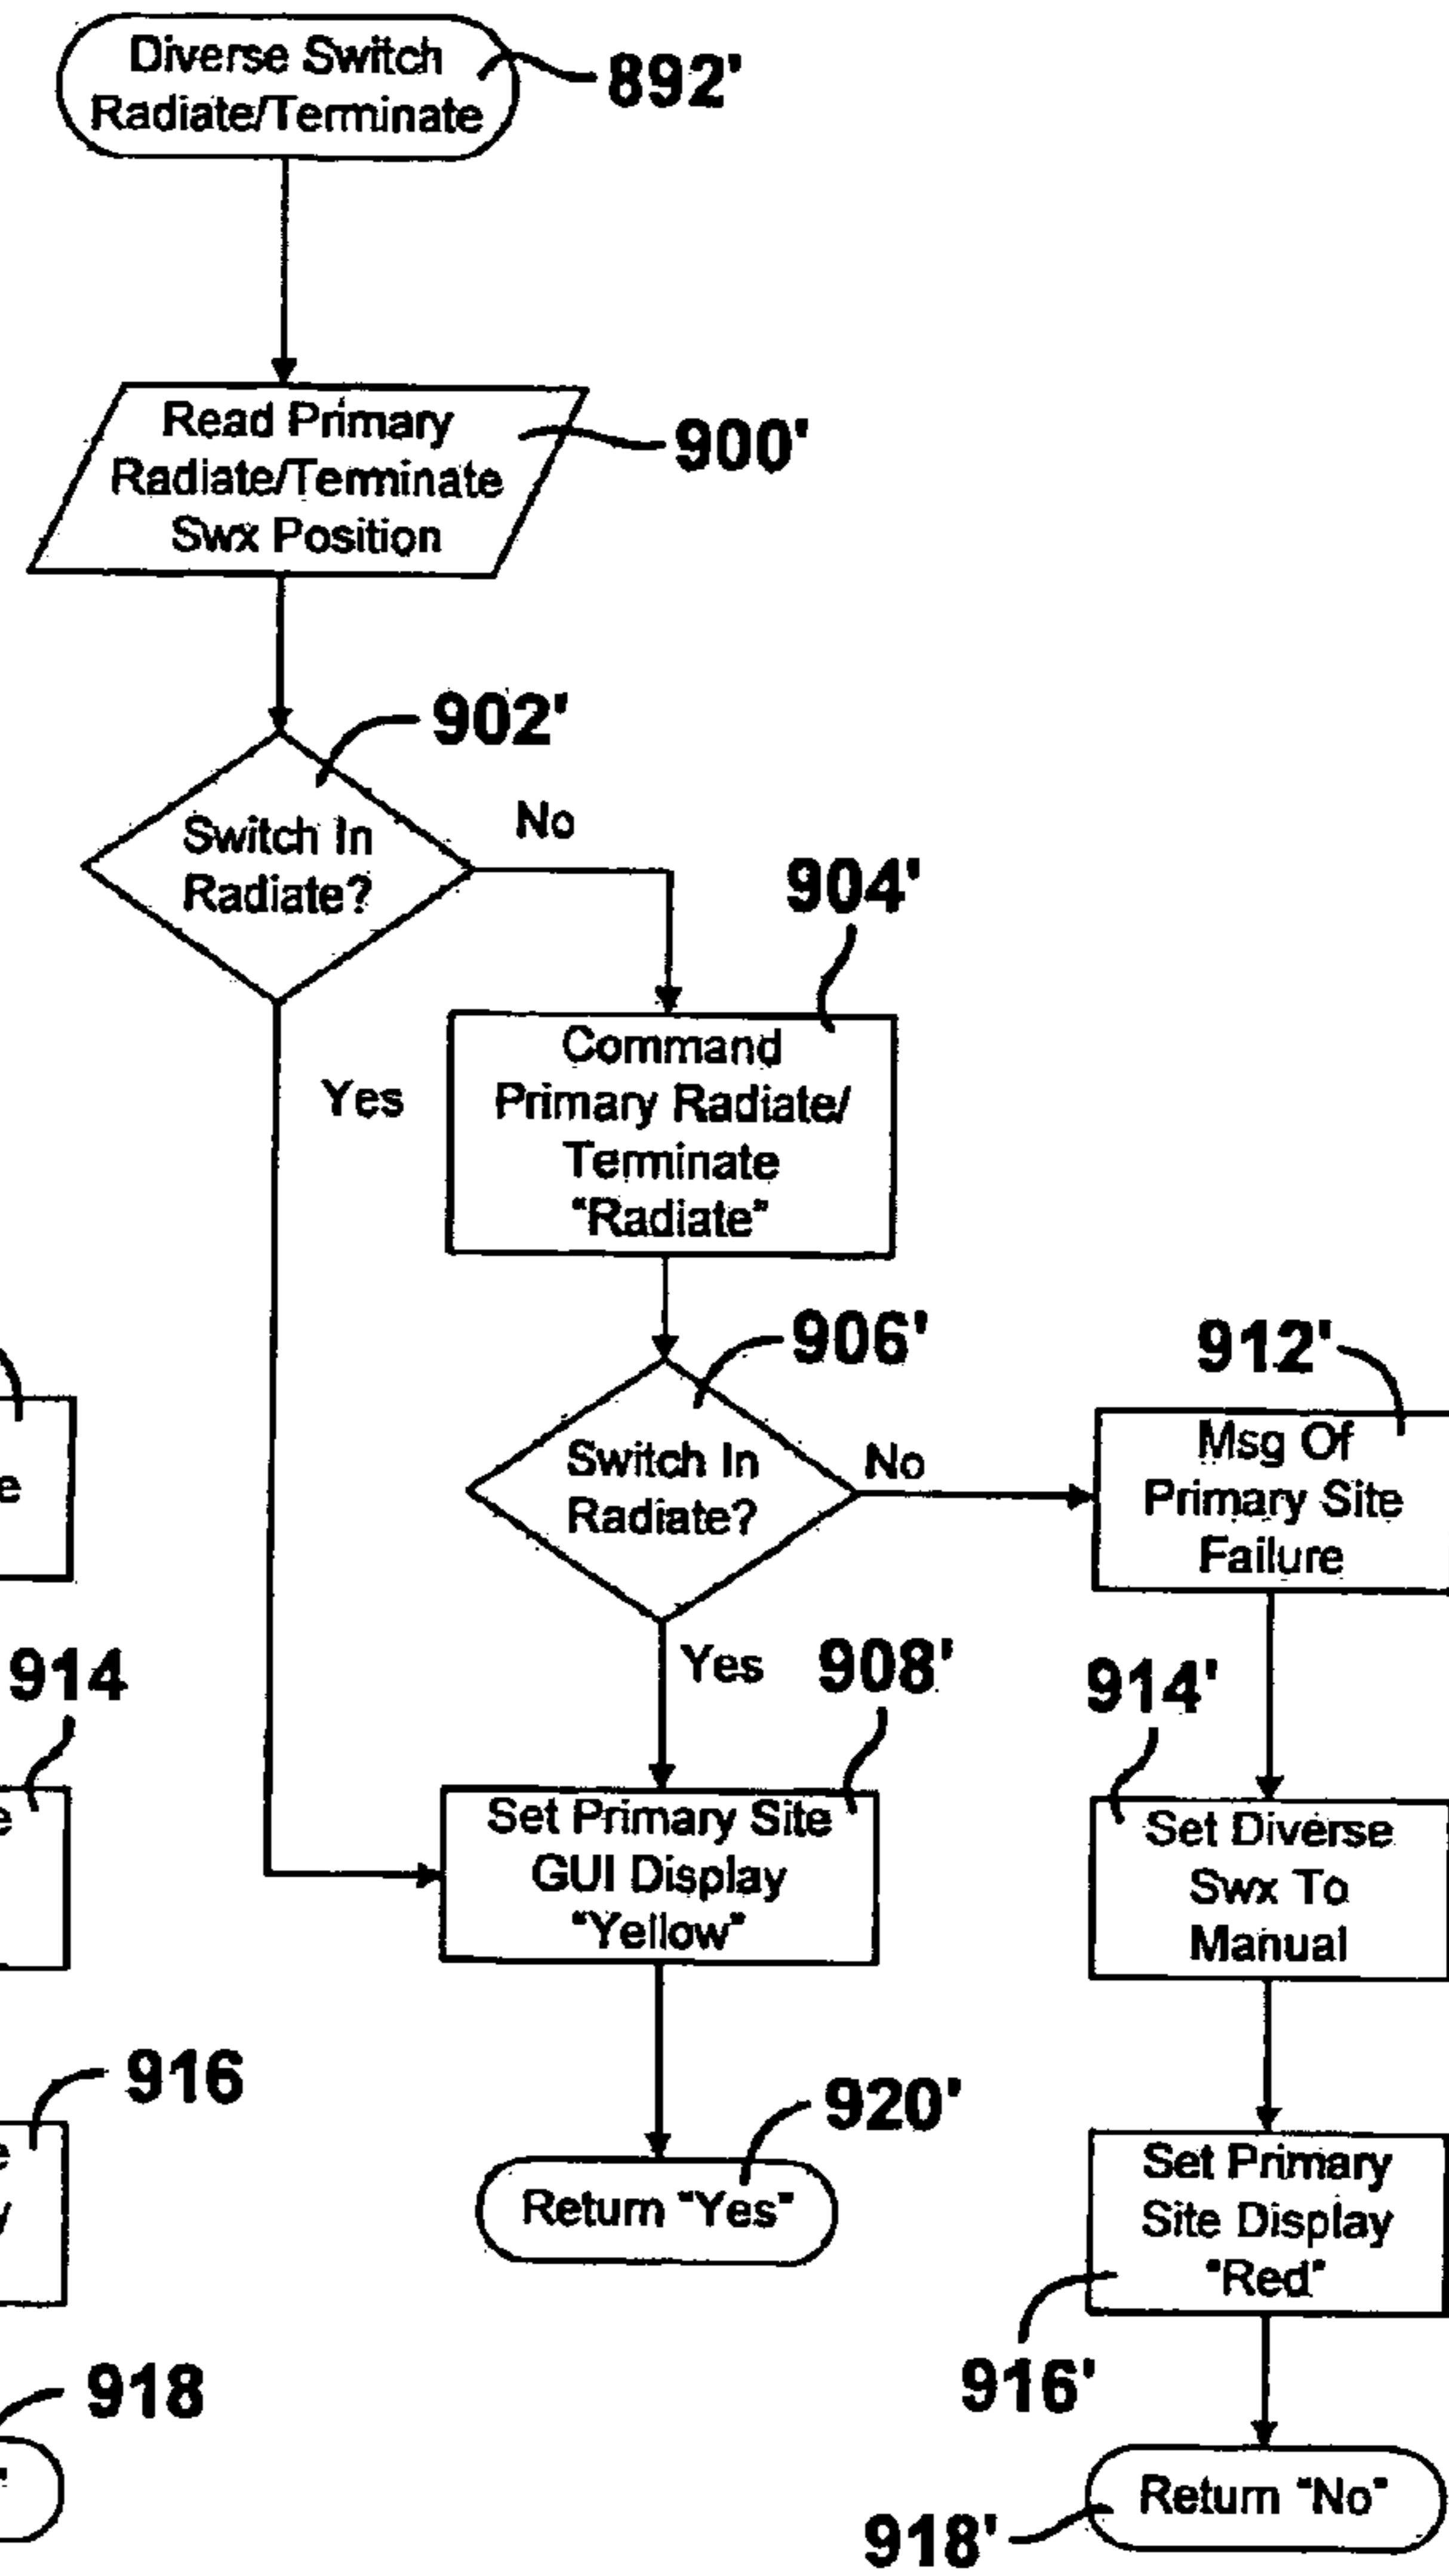 Diverse Switch
Radiate/Terminate
892'
Read Primary
Radiate/Terminate
Swx Position
900'
902'
Switch In
Radiate?
No
Yes
904'
Command
Primary Radiate/
Terminate
"Radiate"
906'
Switch In
Radiate?
No
Yes
912'
Msg Of
Primary Site
Failure
908'
Set Primary Site
GUI Display
"Yellow"
914'
Set Diverse
Swx To
Manual
920'
Return "Yes"
Set Primary
Site Display
"Red"
916'
918'
Return "No"
e
914
e
916
e
y
918
"